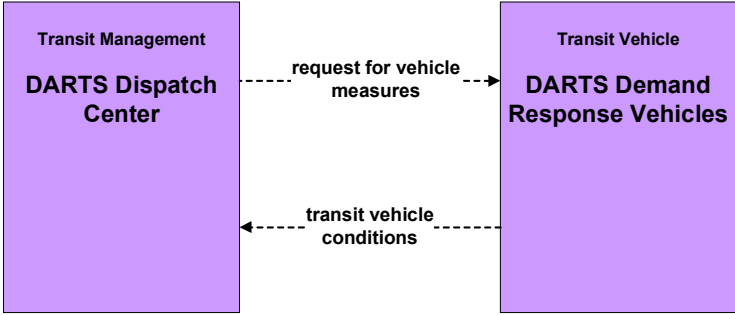 Transit Management
DARTS Dispatch
Center
request for vehicle
measures
Transit Vehicle
DARTS Demand
Response Vehicles
transit vehicle
conditions